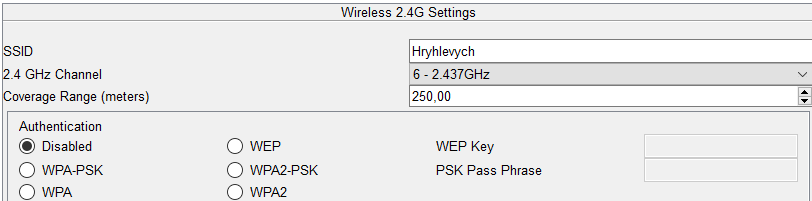 Wireless 2.4G Settings
SSID Hryhlevych
2.4 GHz Channel 6 - 2.437GHz
Coverage Range (meters) 250,00
Authentication
Disabled WEP WEP Key
WPA-PSK WPA2-PSK PSK Pass Phrase
WPA WPA2